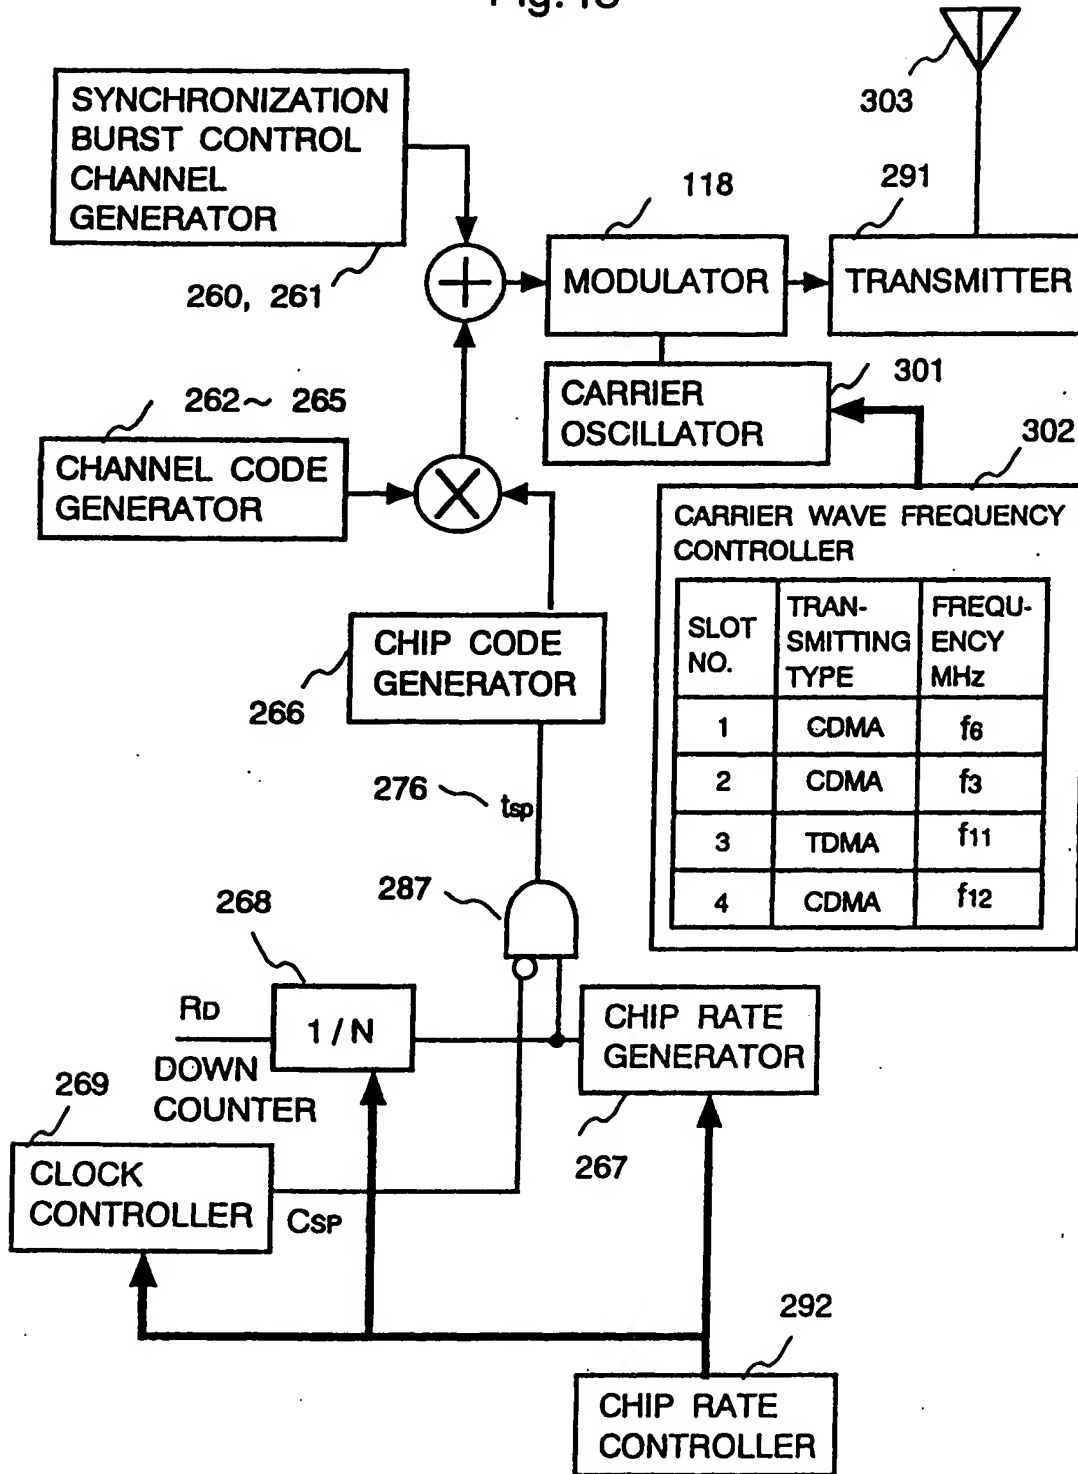 303
SYNCHRONIZATION
BURST CONTROL
CHANNEL
GENERATOR
260, 261
118
291
MODULATOR
TRANSMITTER
301
CARRIER
OSCILLATOR
262~ 265
CHANNEL CODE
GENERATOR
302
CARRIER WAVE FREQUENCY
CONTROLLER
SLOT NO. TRAN- SMITTING TYPE FREQU- ENCY MHz
1 CDMA f6
2 CDMA f3
3 TDMA f11
4 CDMA f12
CHIP CODE
GENERATOR
266
276 tsp
287
268
RD
1/N
DOWN
COUNTER
CHIP RATE
GENERATOR
267
269
CLOCK
CONTROLLER
CSP
292
CHIP RATE
CONTROLLER